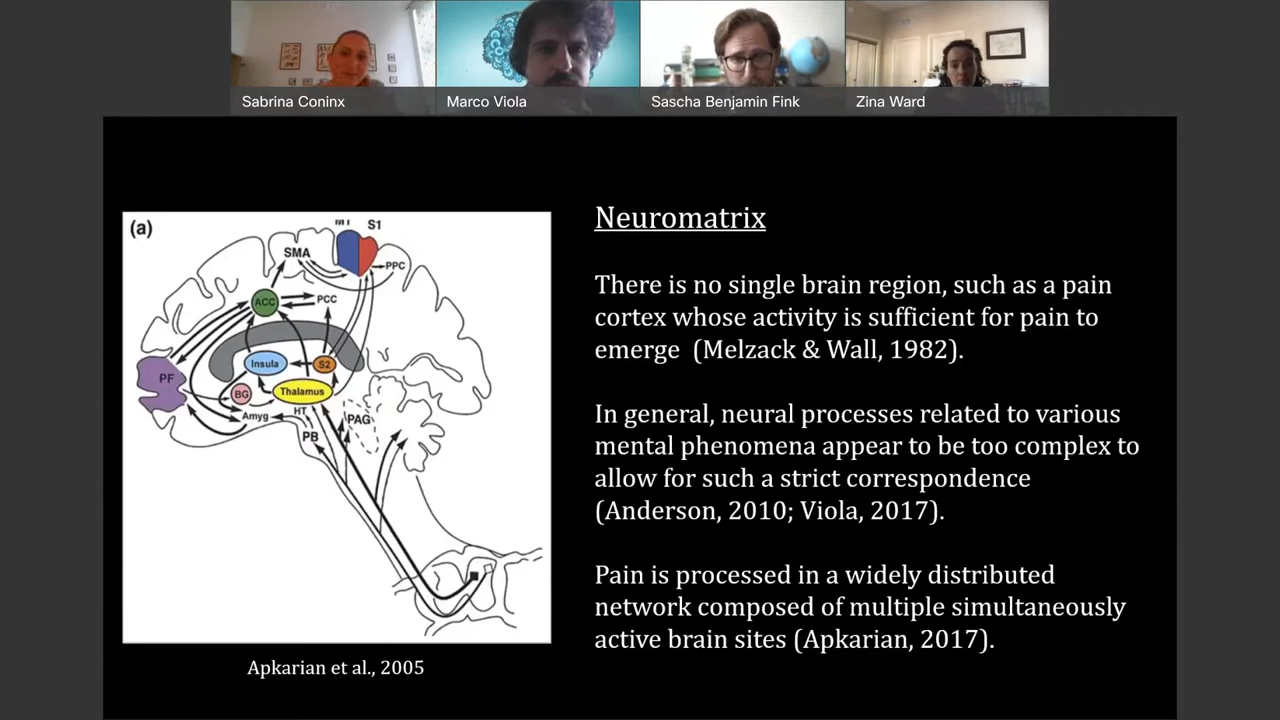 Sabrina Coninx
Marco Viola
Sascha Benjamin Fink
Zina Ward
(a)
M1 S1
SMA
PPC
ACC
PCC
Insula
S2
PF
BG
Thalamus
Amyg
HT
PAG
PB
Apkarian et al., 2005
Neuromatrix
There is no single brain region, such as a pain
cortex whose activity is sufficient for pain to
emerge (Melzack & Wall, 1982).
In general, neural processes related to various
mental phenomena appear to be too complex to
allow for such a strict correspondence
(Anderson, 2010; Viola, 2017).
Pain is processed in a widely distributed
network composed of multiple simultaneously
active brain sites (Apkarian, 2017).